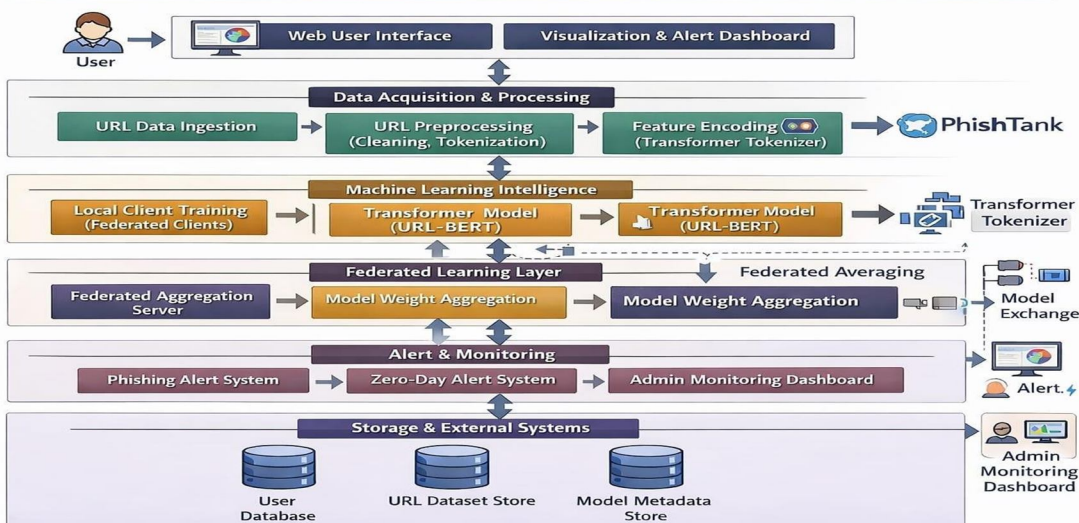 User
Web User Interface
Visualization & Alert Dashboard
Data Acquisition & Processing
URL Data Ingestion
URL Preprocessing
(Cleaning, Tokenization)
Feature Encoding
(Transformer Tokenizer)
PhishTank
Machine Learning Intelligence
Local Client Training
(Federated Clients)
Transformer Model
(URL-BERT)
Transformer Model
(URL-BERT)
Transformer
Tokenizer
Federated Learning Layer
Federated Averaging
Federated Aggregation
Server
Model Weight Aggregation
Model Weight Aggregation
Model
Exchange
Alert & Monitoring
Phishing Alert System
Zero-Day Alert System
Admin Monitoring Dashboard
Alert.
Storage & External Systems
User
Database
URL Dataset Store
Model Metadata
Store
Admin
Monitoring
Dashboard